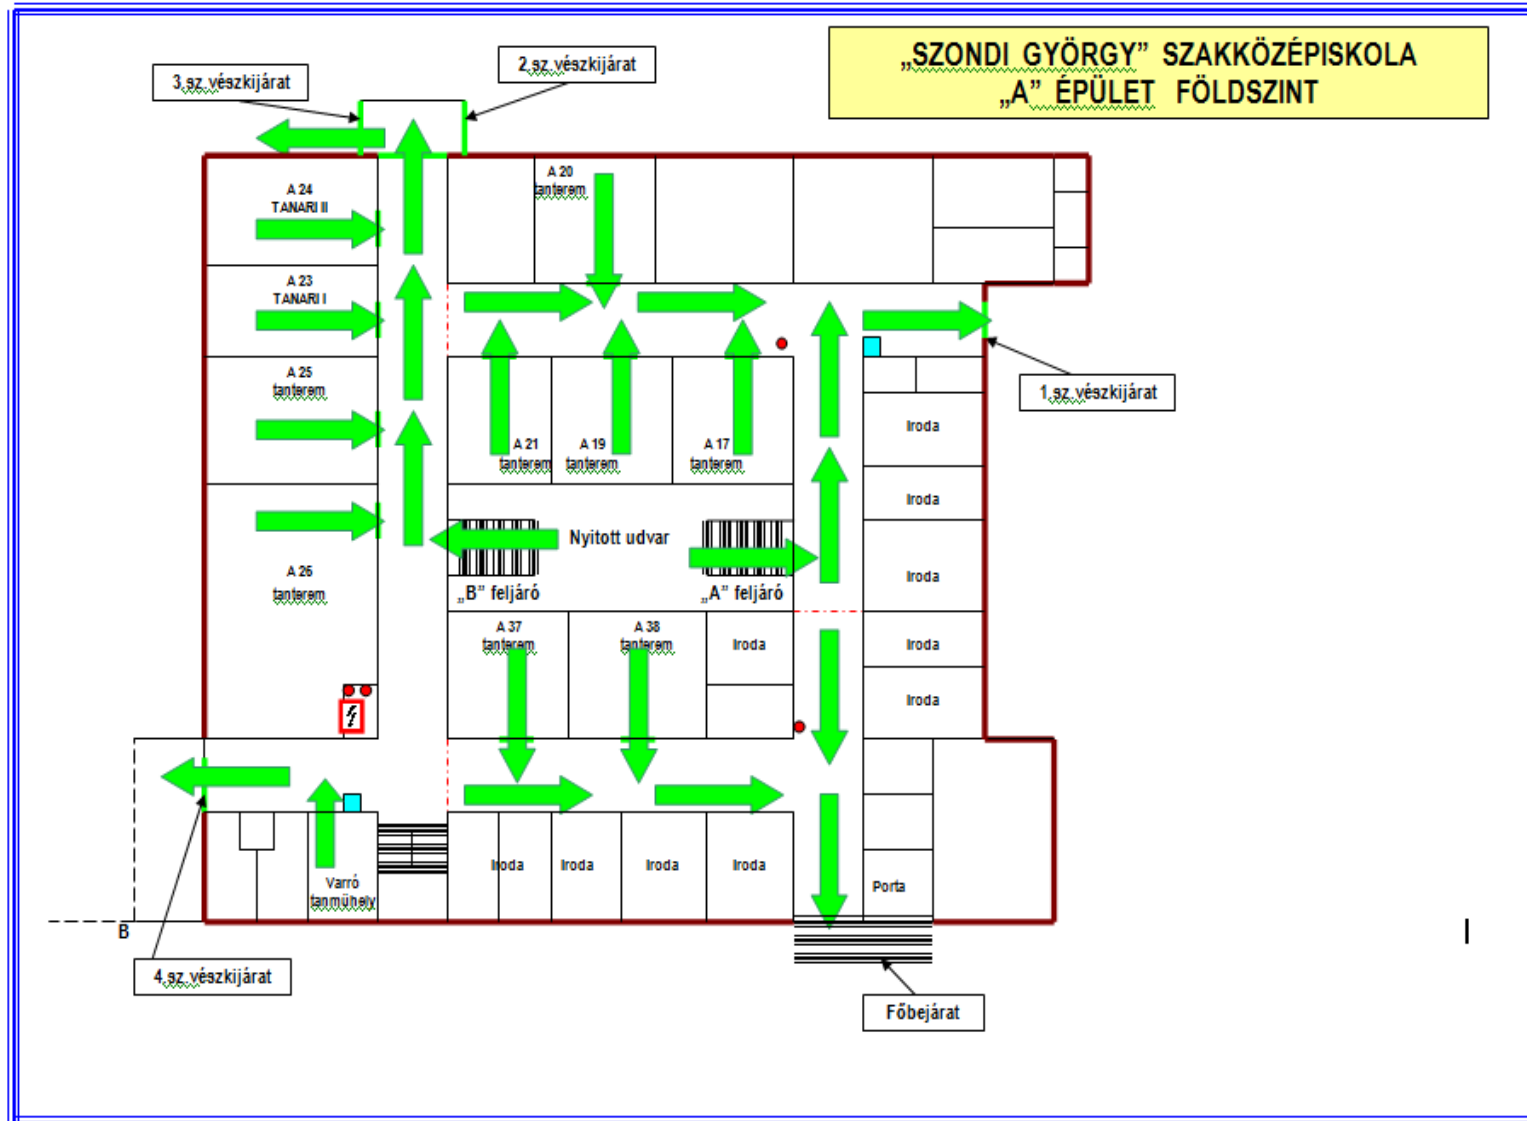 „SZONDI GYÖRGY” SZAKKÖZÉPISKOLA
„A” ÉPÜLET FÖLDSZINT
2.sz.vészkijárat
3.sz.vészkijárat
A 24
TANARI II
A 20
tanterem
A 23
TANARI I
A 25
tanterem
1.sz.vészkijárat
Iroda
A 21
tanterem
A 19
tanterem
A 17
tanterem
Iroda
Nyitott udvar
A 26
tanterem
„B” feljáró
„A” feljáró
Iroda
A 37
tanterem
A 38
tanterem
Iroda
Iroda
Iroda
Iroda
Iroda
Iroda
Iroda
Varró
tanműhely
Porta
B
4.sz.vészkijárat
Főbejárat